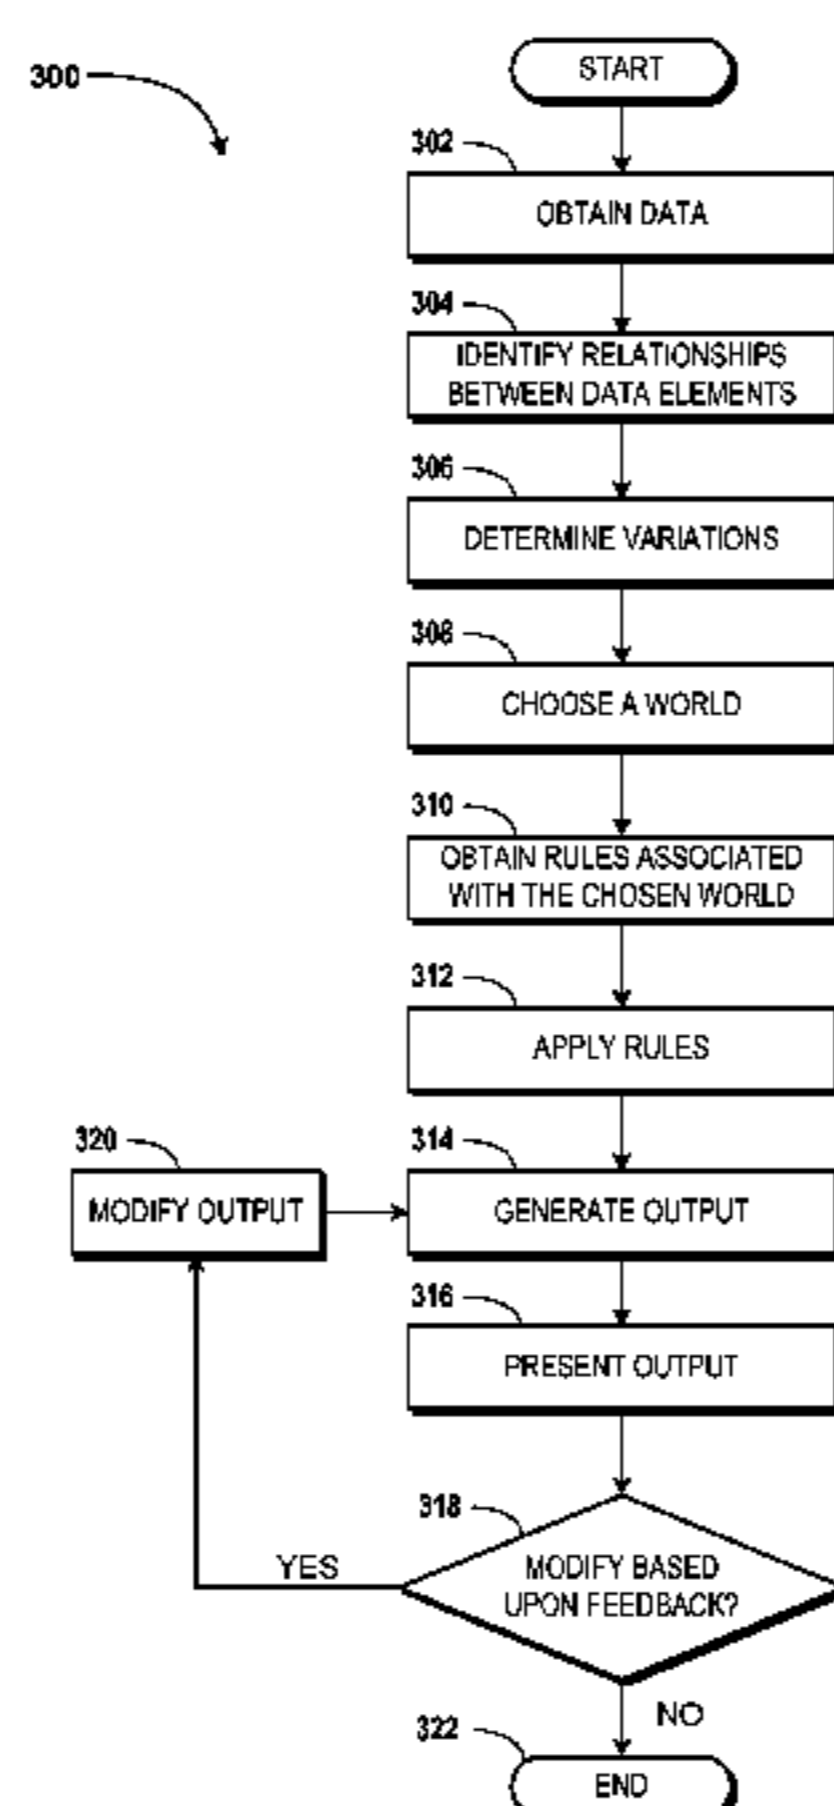 300
START
302
OBTAIN DATA
304
IDENTIFY RELATIONSHIPS
BETWEEN DATA ELEMENTS
306
DETERMINE VARIATIONS
308
CHOOSE A WORLD
310
OBTAIN RULES ASSOCIATED
WITH THE CHOSEN WORLD
312
APPLY RULES
320
MODIFY OUTPUT
314
GENERATE OUTPUT
316
PRESENT OUTPUT
318
MODIFY BASED
UPON FEEDBACK?
YES
NO
322
END